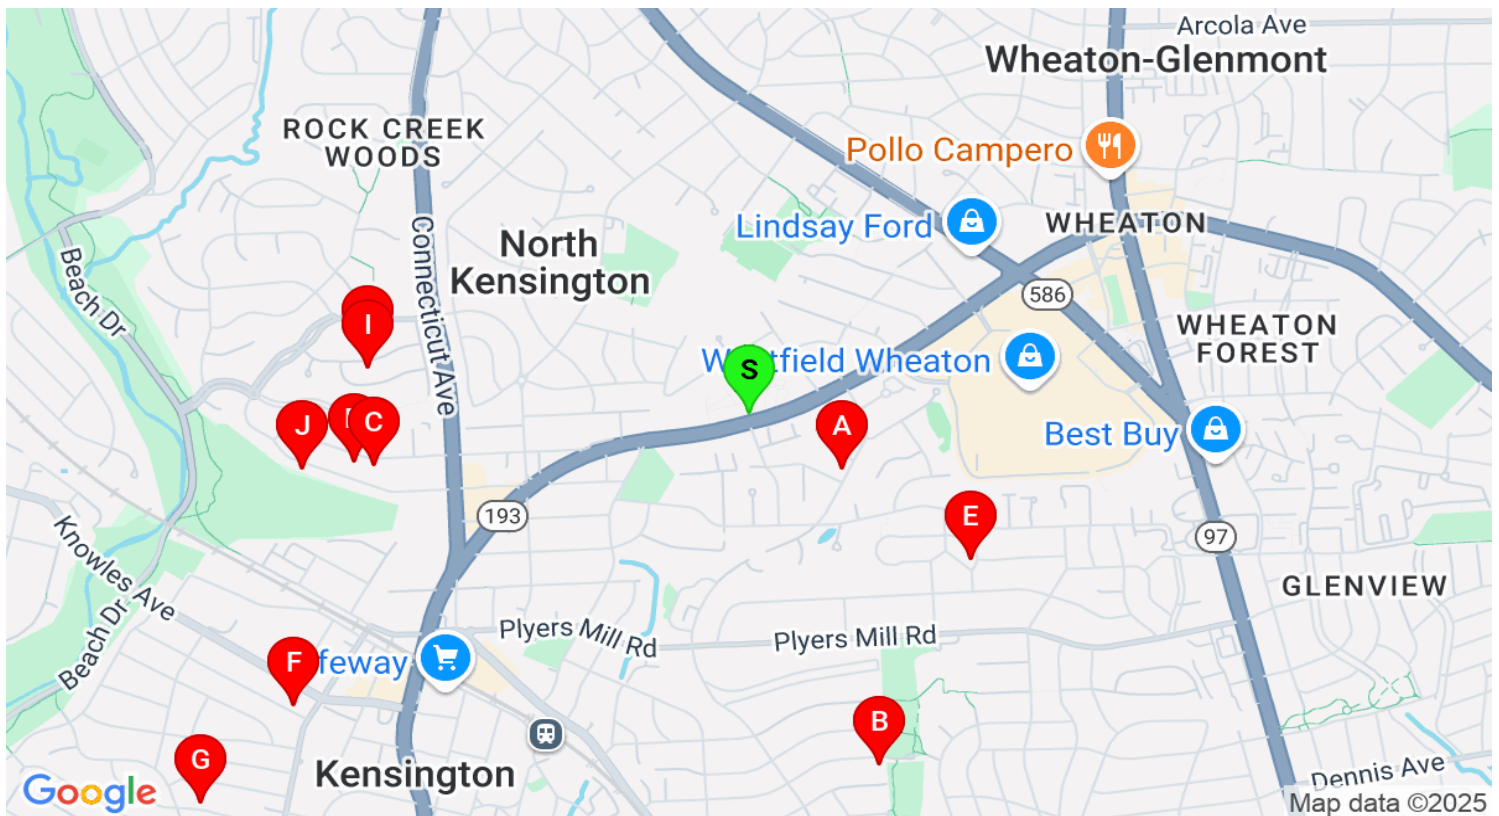 Arcola Ave
Wheaton-Glenmont
ROCK CREEK
WOODS
Pollo Campero
Connecticut Ave
North
Kensington
Lindsay Ford
WHEATON
Beach Dr
586
I
WHEATON
FOREST
Wheaton
S
J
C
A
Best Buy
193
E
97
Knowles Ave
Beach Dr
GLENVIEW
Plyers Mill Rd
Plyers Mill Rd
F
feway
B
G
Kensington
Dennis Ave
Google
Map data ©2025